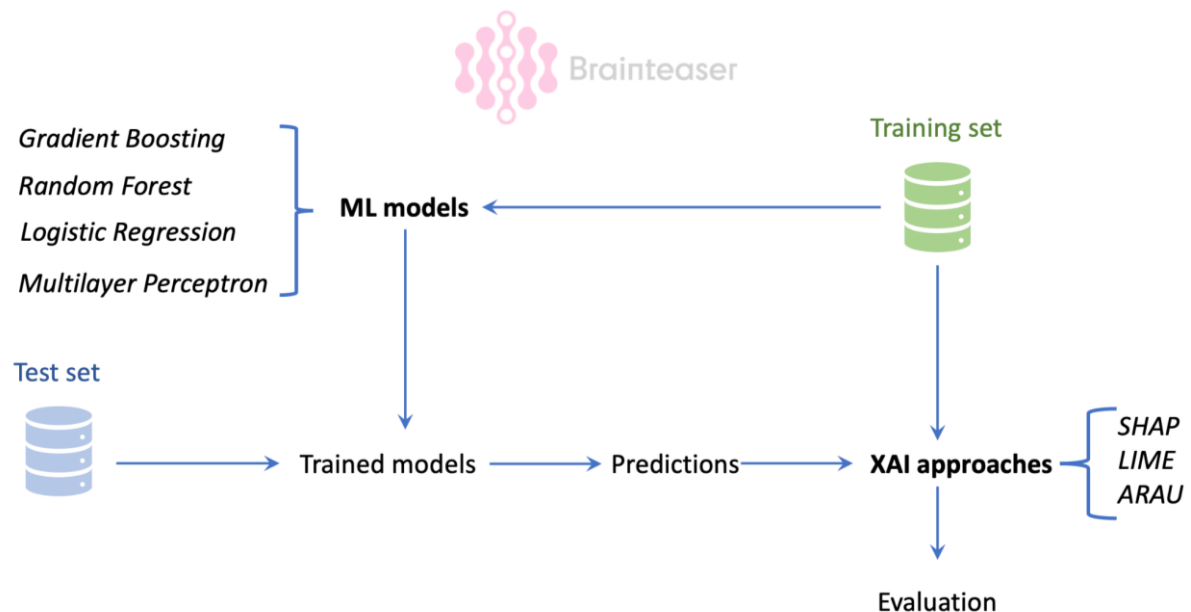 Brainteaser
Training set
Gradient Boosting
Random Forest
Logistic Regression
Multilayer Perceptron
ML models
Test set
Trained models
Predictions
XAI approaches
SHAP
LIME
ARAU
Evaluation